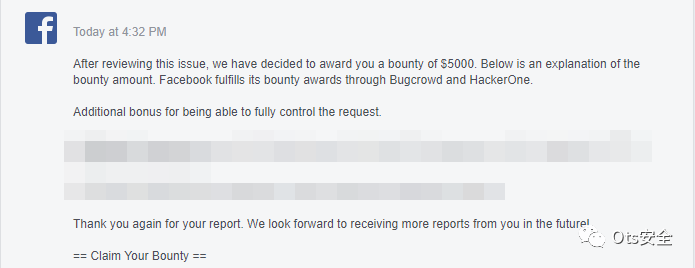 Today at 4:32 PM
After reviewing this issue, we have decided to award you a bounty of $5000. Below is an explanation of the
bounty amount. Facebook fulfills its bounty awards through Bugcrowd and HackerOne.
Additional bonus for being able to fully control the request.
Thank you again for your report. We look forward to receiving more reports from you in the future!
Ots安全
== Claim Your Bounty ==